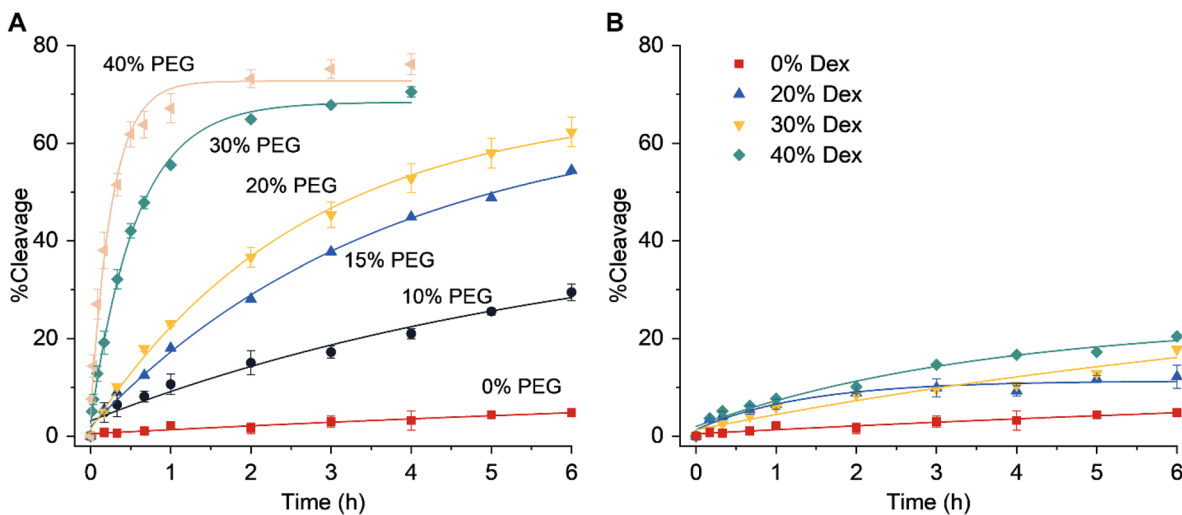 A
B
80
60
40
20
0
%Cleavage
40% PEG
30% PEG
20% PEG
15% PEG
10% PEG
0% PEG
0 1 2 3 4 5 6
Time (h)
80
60
40
20
0
%Cleavage
0% Dex
20% Dex
30% Dex
40% Dex
0 1 2 3 4 5 6
Time (h)